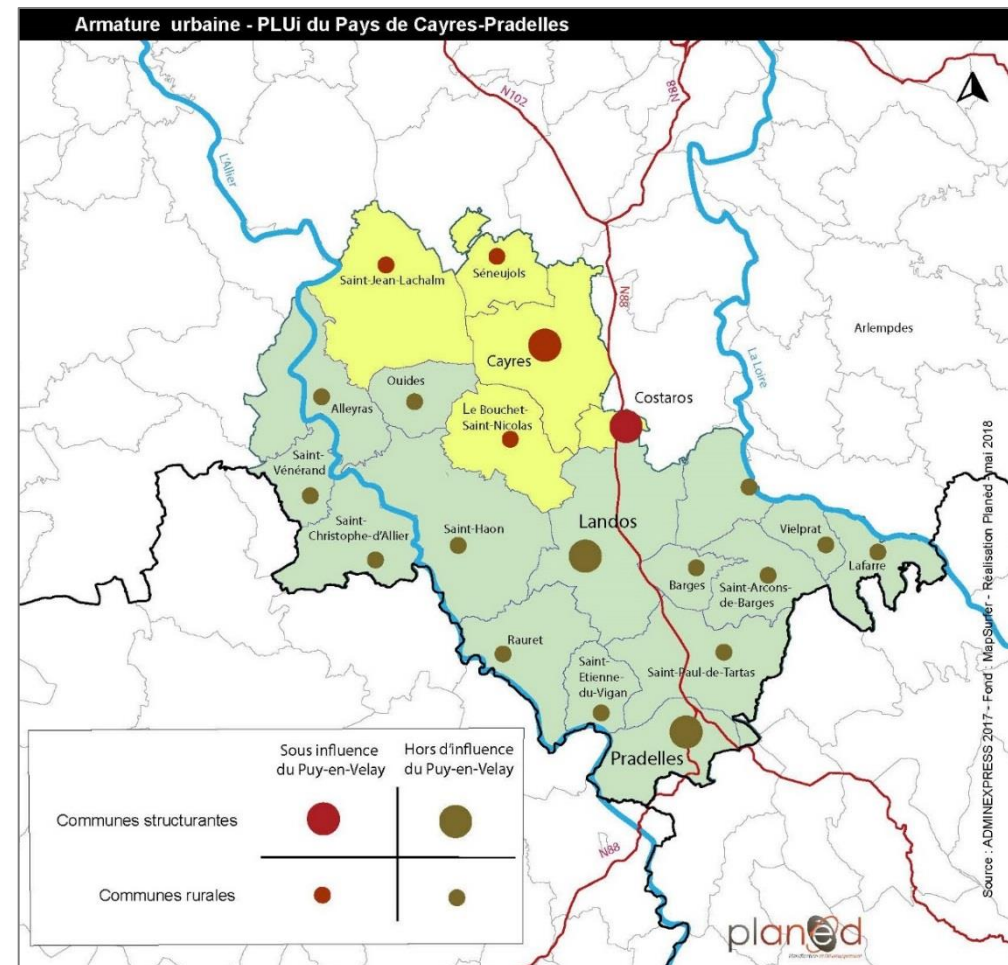 Armature urbaine - PLUi du Pays de Cayres-Pradelles
N102
N88
L'Allier
Saint-Jean-Lachalm
Séneujols
N88
Arlempdes
Cayres
La Loire
Ouides
Costaros
Alleyras
Le Bouchet-
Saint-Nicolas
Saint-
Vénérand
Saint-
Christophe-d'Allier
Saint-Haon
Landos
Vielprat
Lafarre
Barges
Saint-Arcons-
de-Barges
Rauret
Saint-
Etienne-
du-Vigan
Saint-Paul-de-Tartas
Pradelles
N88
Sous influence
du Puy-en-Velay
Hors d'influence
du Puy-en-Velay
Communes structurantes
Communes rurales
Source : ADMINEXPRESS 2017 - Fond : MapSurfer - Réalisation Planèd - mai 2018
planèd